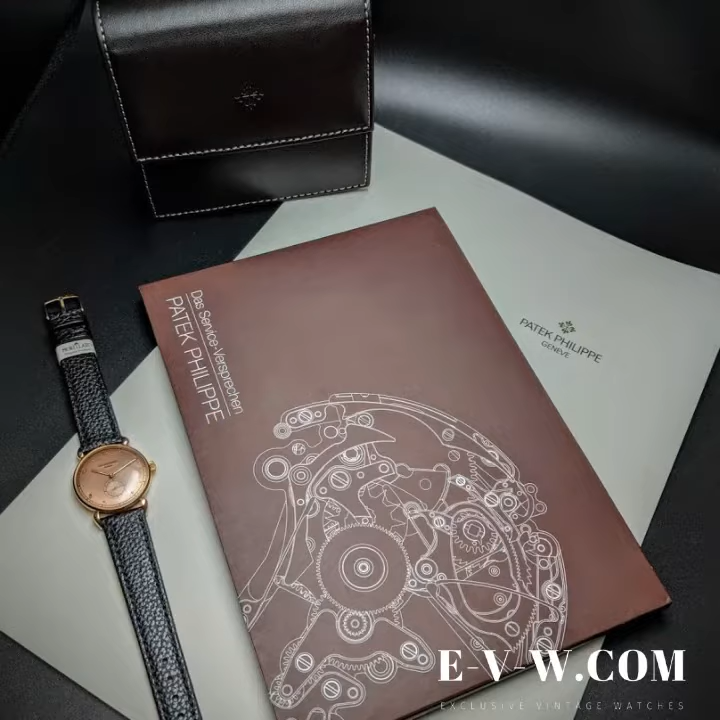 Das Service-Versprechen
PATEK PHILIPPE
PATEK PHILIPPE
GENEVE
E-V-W.COM
EXCLUSIVE VINTAGE WATCHES